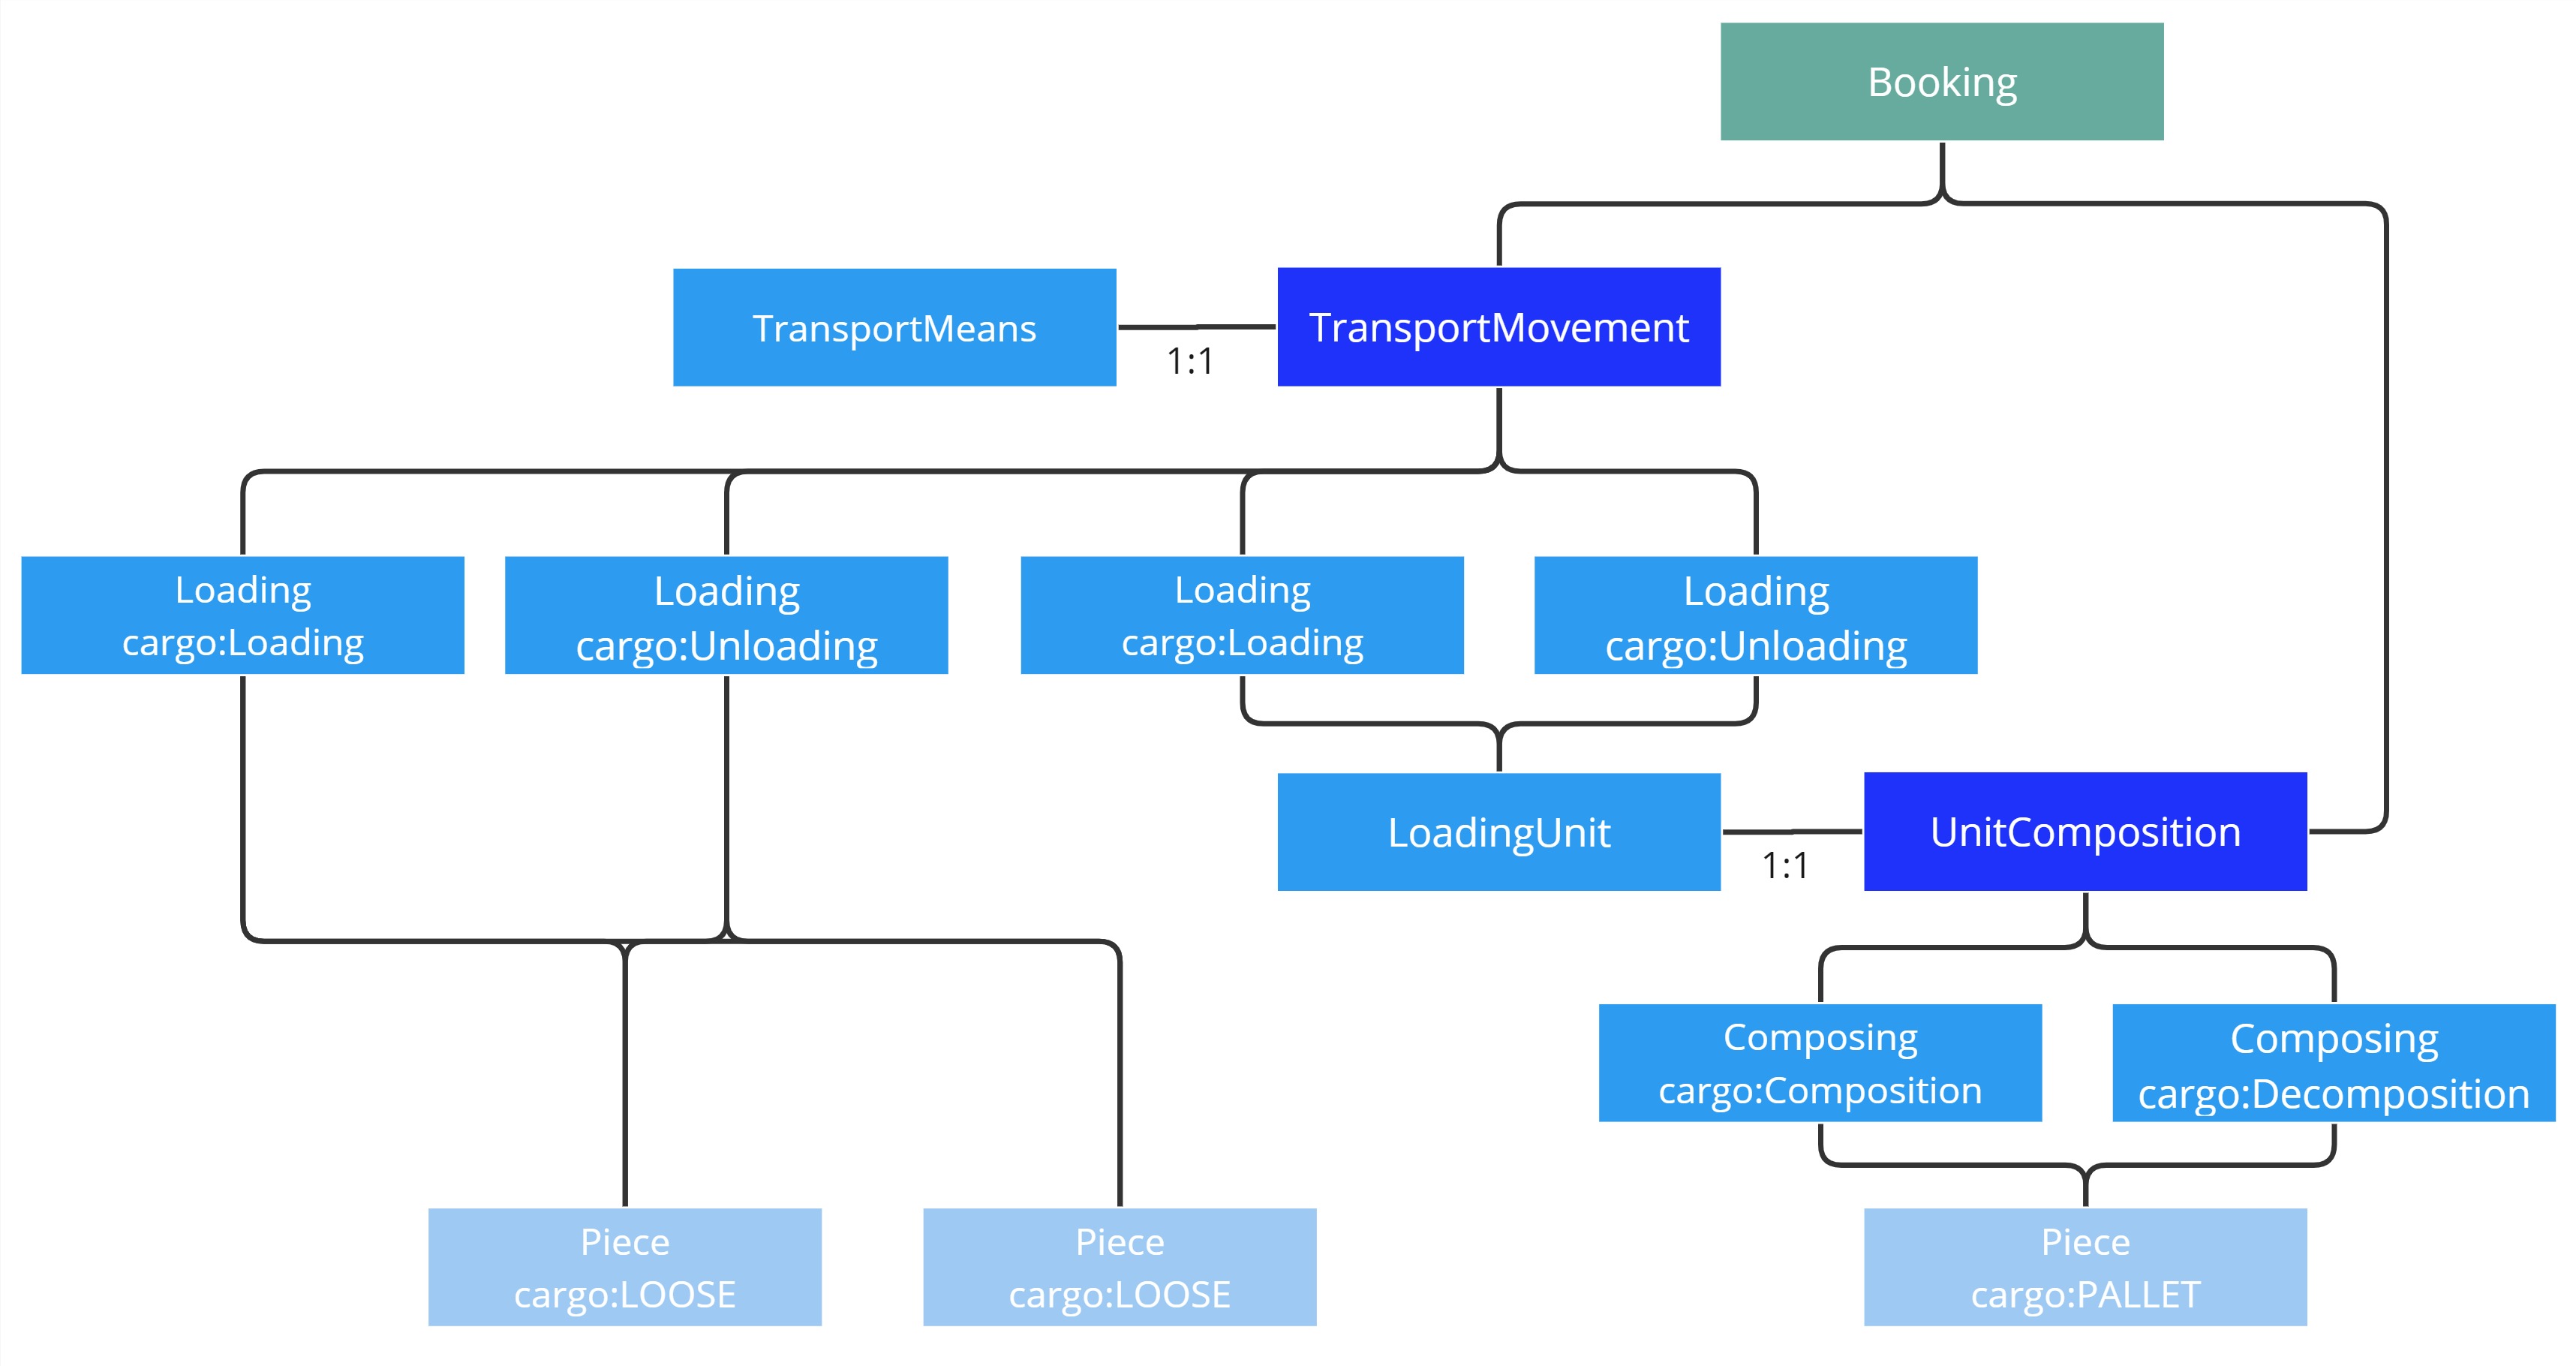 Booking
TransportMeans
1:1
TransportMovement
Loading
cargo:Loading
Loading
cargo:Unloading
Loading
cargo:Loading
Loading
cargo:Unloading
LoadingUnit
1:1
UnitComposition
Composing
cargo:Composition
Composing
cargo:Decomposition
Piece
cargo:LOOSE
Piece
cargo:LOOSE
Piece
cargo:PALLET